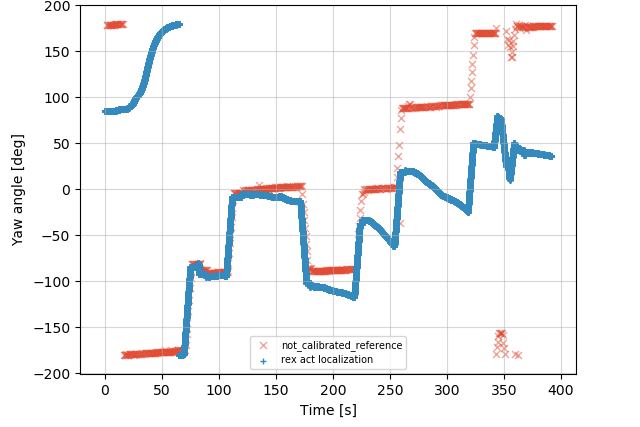 200
150
100
50
0
−50
−100
−150
−200
Yaw angle [deg]
not_calibrated_reference
rex act localization
0 50 100 150 200 250 300 350 400
Time [s]